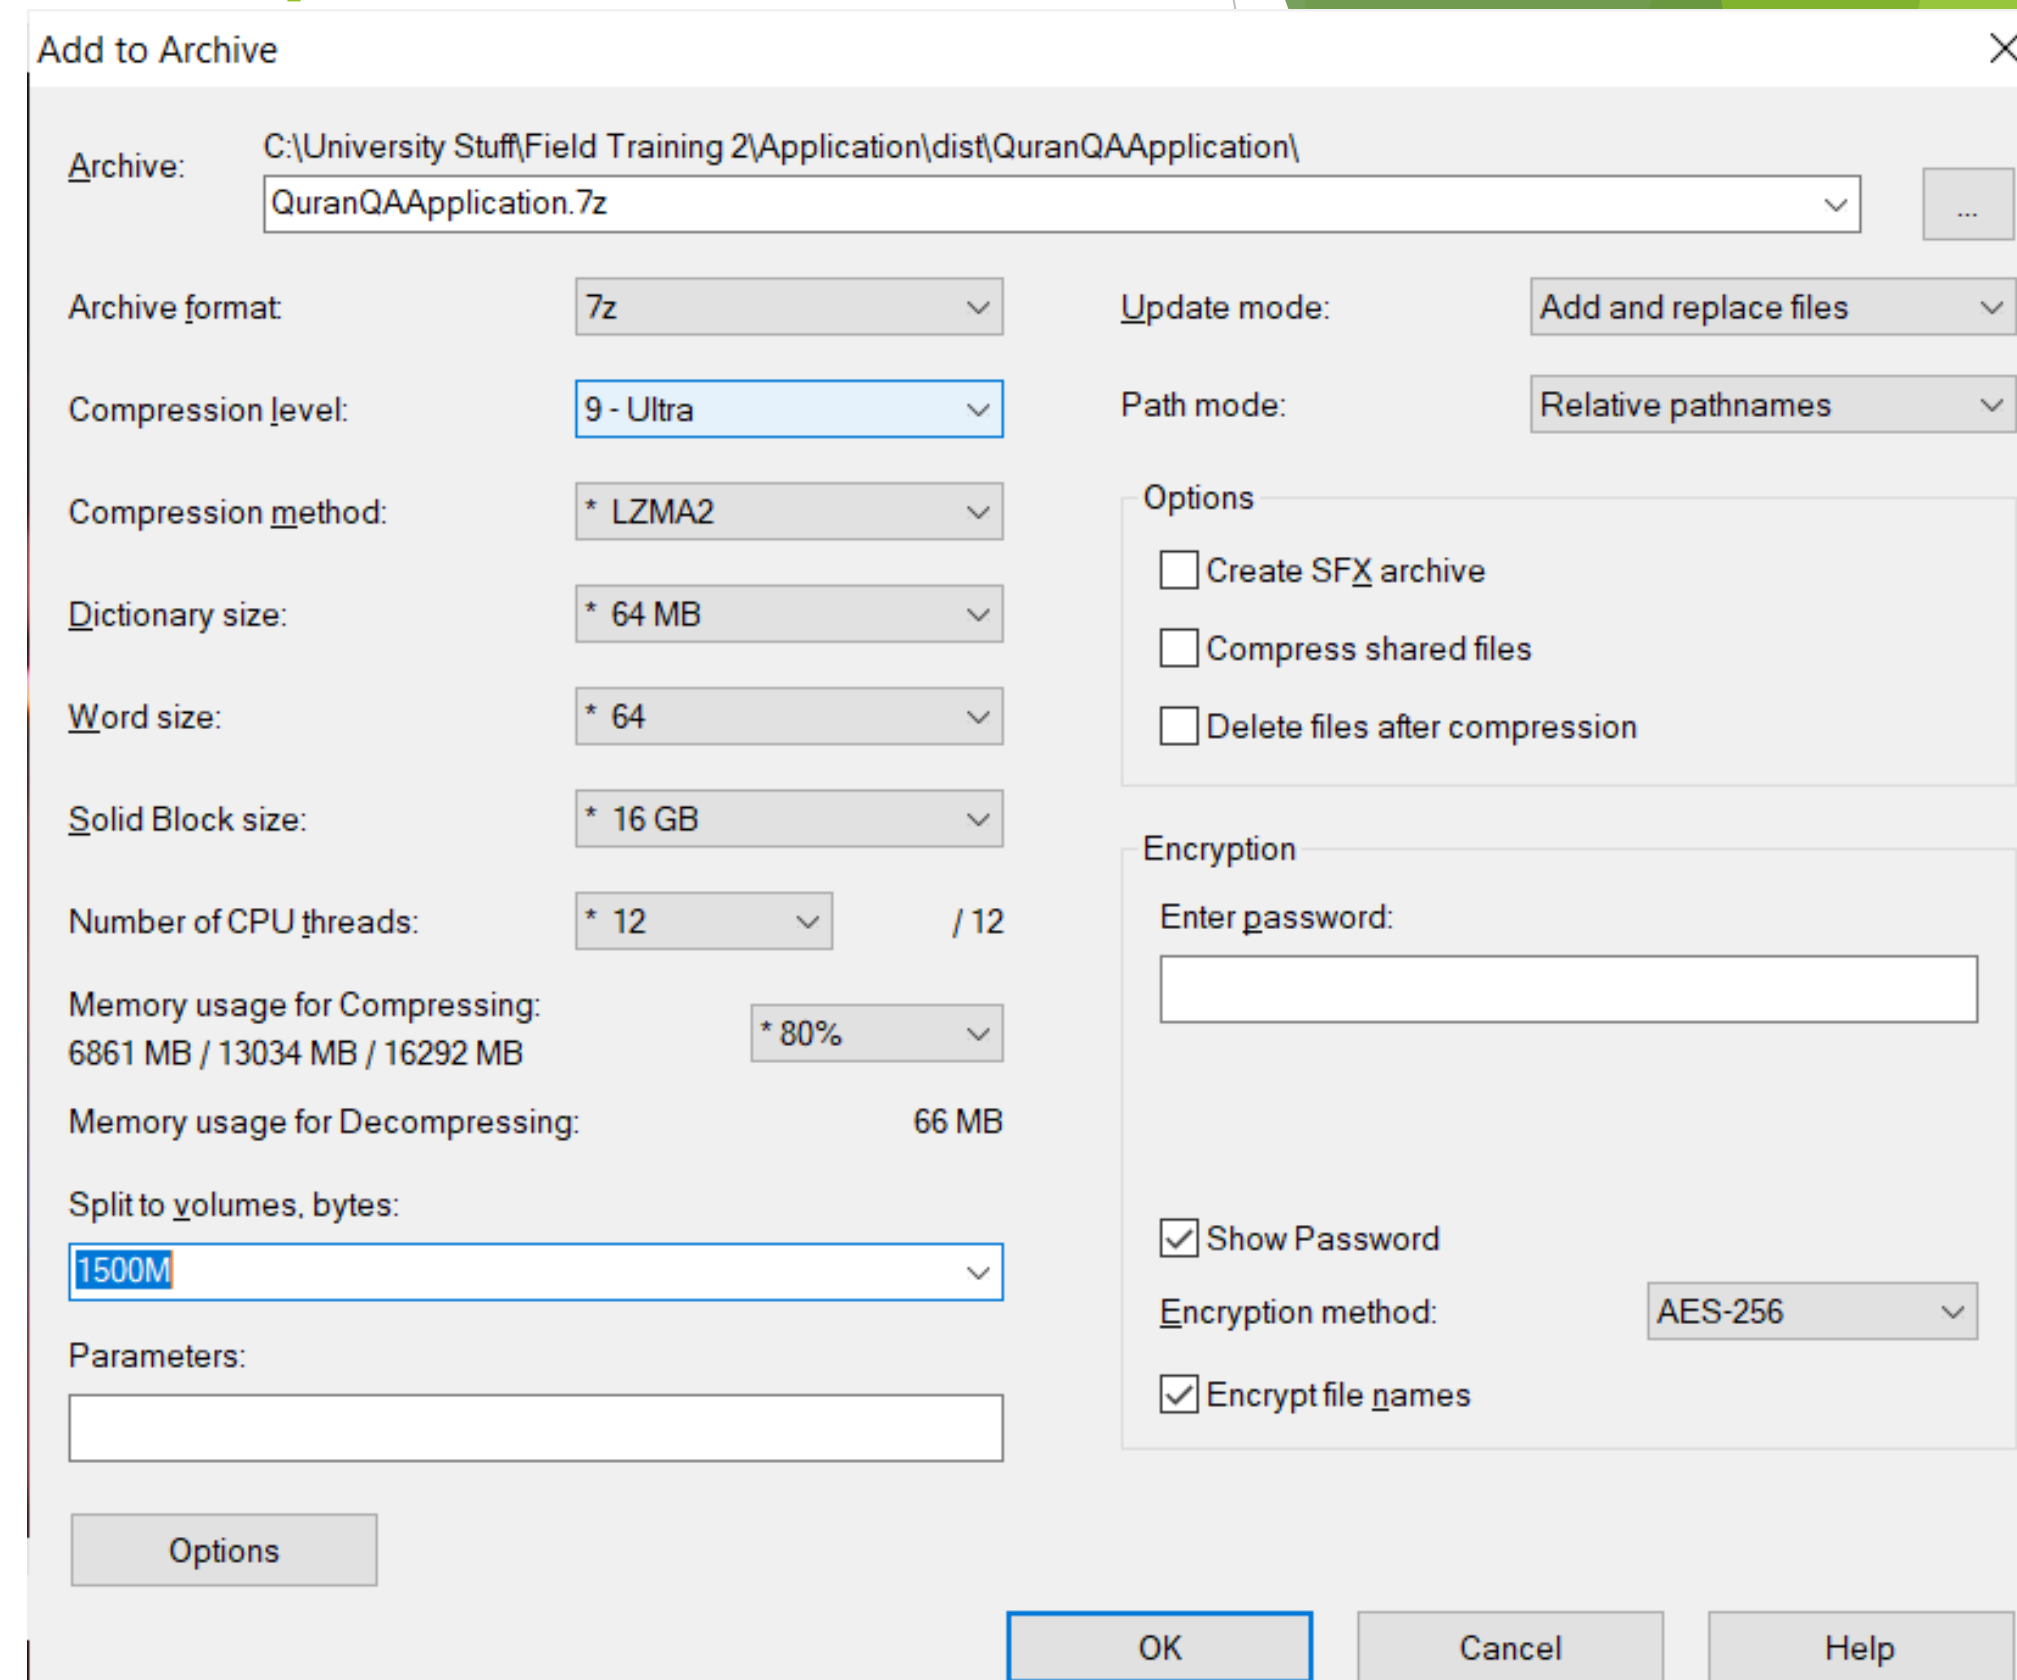 Add to Archive
Archive:
C:\University Stuff\Field Training 2\Application\dist\QuranQAApplication\
QuranQAApplication.7z
...
Archive format:
7z
Compression level:
9 - Ultra
Compression method:
* LZMA2
Dictionary size:
* 64 MB
Word size:
* 64
Solid Block size:
* 16 GB
Number of CPU threads:
* 12
/ 12
Memory usage for Compressing:
6861 MB / 13034 MB / 16292 MB
* 80%
Memory usage for Decompressing:
66 MB
Split to volumes, bytes:
1500M
Parameters:
Options
Update mode:
Add and replace files
Path mode:
Relative pathnames
Options
Create SFX archive
Compress shared files
Delete files after compression
Encryption
Enter password:
Show Password
Encryption method:
AES-256
Encrypt file names
OK
Cancel
Help